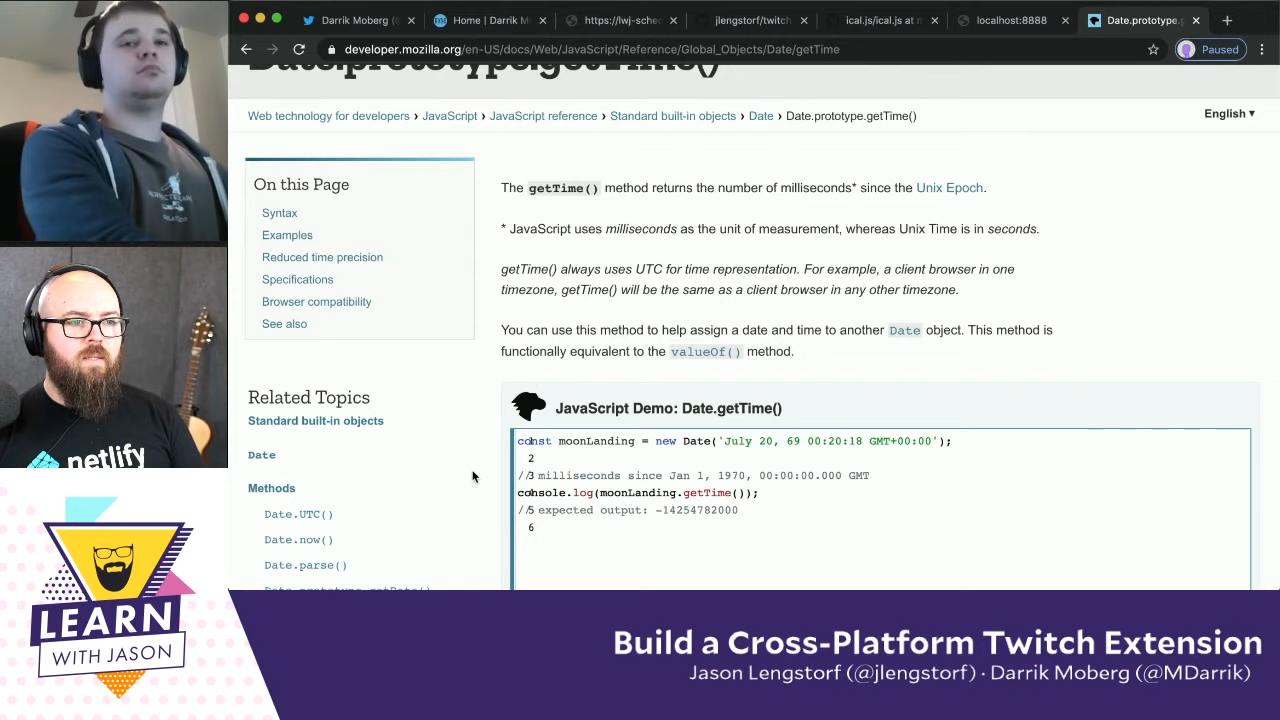 Darrik Moberg (@
Home | Darrik M
https://lwj-sche
jlengstorf/twitch
ical.js/ical.js at m
localhost:8888
Date.prototype.g
developer.mozilla.org/en-US/docs/Web/JavaScript/Reference/Global_Objects/Date/getTime
Paused
Date.prototype.getTime()
Web technology for developers › JavaScript › JavaScript reference › Standard built-in objects › Date › Date.prototype.getTime()
English ▼
On this Page
Syntax
Examples
Reduced time precision
Specifications
Browser compatibility
See also
Related Topics
Standard built-in objects
Date
Methods
Date.UTC()
Date.now()
Date.parse()
Date.prototype.getDate()
The getTime() method returns the number of milliseconds* since the Unix Epoch.
* JavaScript uses milliseconds as the unit of measurement, whereas Unix Time is in seconds.
getTime() always uses UTC for time representation. For example, a client browser in one
timezone, getTime() will be the same as a client browser in any other timezone.
You can use this method to help assign a date and time to another Date object. This method is
functionally equivalent to the valueOf() method.
JavaScript Demo: Date.getTime()
const moonLanding = new Date('July 20, 69 00:20:18 GMT+00:00');
2
// 3 milliseconds since Jan 1, 1970, 00:00:00.000 GMT
console.log(moonLanding.getTime());
// 5 expected output: -14254782000
6
netlify
LEARN
WITH JASON
Build a Cross-Platform Twitch Extension
Jason Lengstorf (@jlengstorf) · Darrik Moberg (@MDarrik)